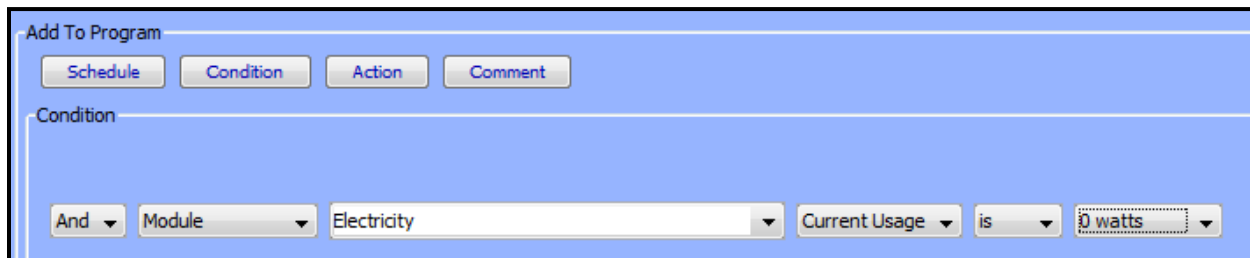 Add To Program
Schedule Condition Action Comment
Condition
And Module Electricity Current Usage is 0 watts